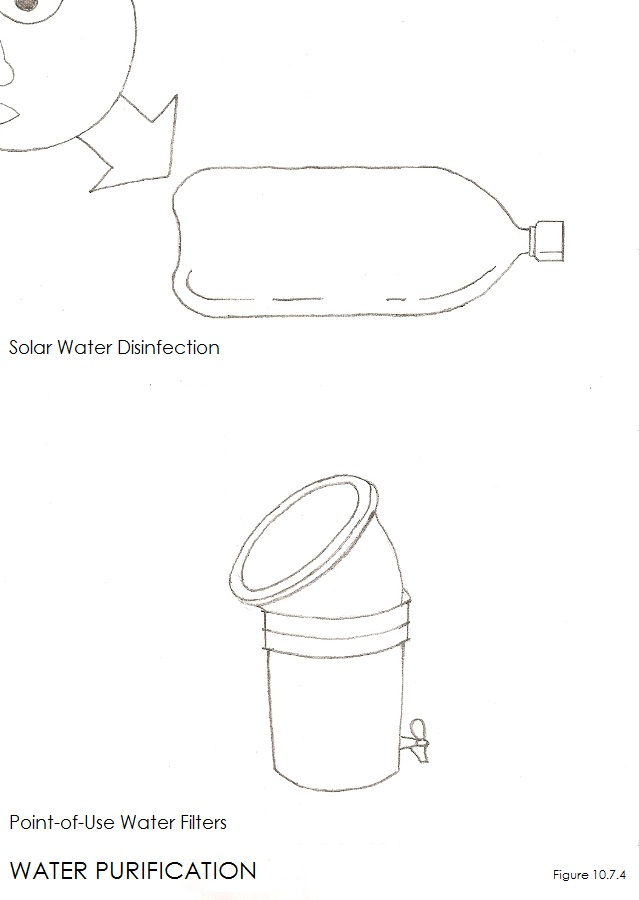 Solar Water Disinfection
Point-of-Use Water Filters
WATER PURIFICATION
Figure 10.7.4